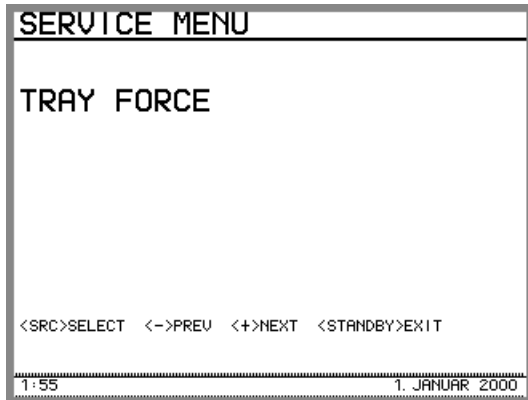 SERVICE MENU
TRAY FORCE
<SRC>SELECT <->PREV <+>NEXT <STANDBY>EXIT
1:55 1. JANUAR 2000